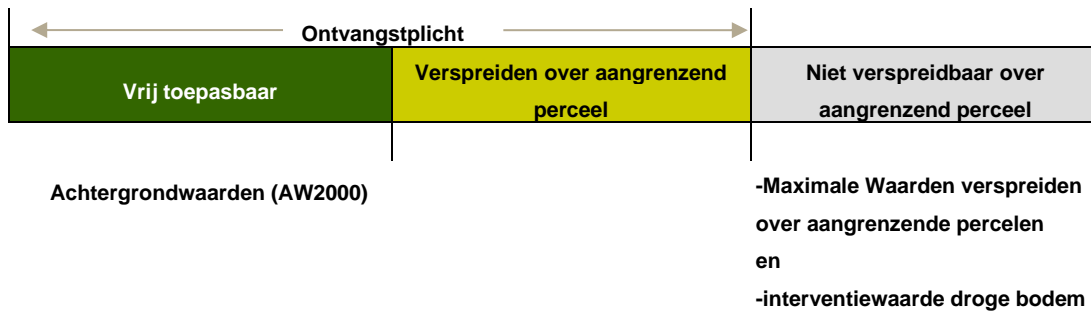 Ontvangstplicht
Vrij toepasbaar
Verspreiden over aangrenzend
perceel
Niet verspreidbaar over
aangrenzend perceel
Achtergrondwaarden (AW2000)
-Maximale Waarden verspreiden
over aangrenzende percelen
en
-interventiewaarde droge bodem